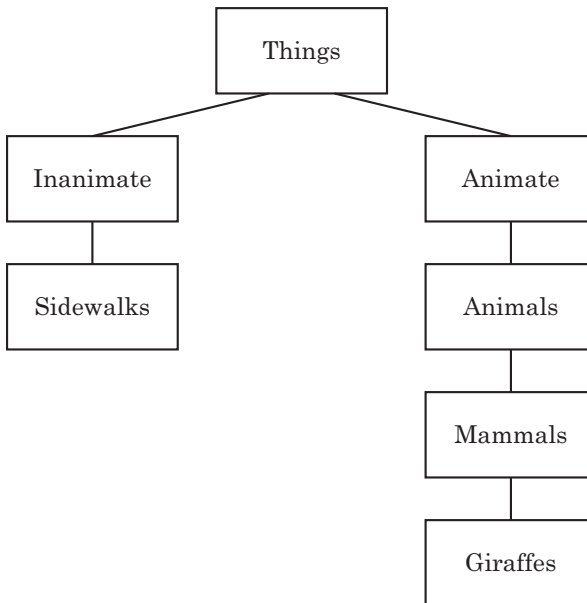 Things
Inanimate
Animate
Sidewalks
Animals
Mammals
Giraffes